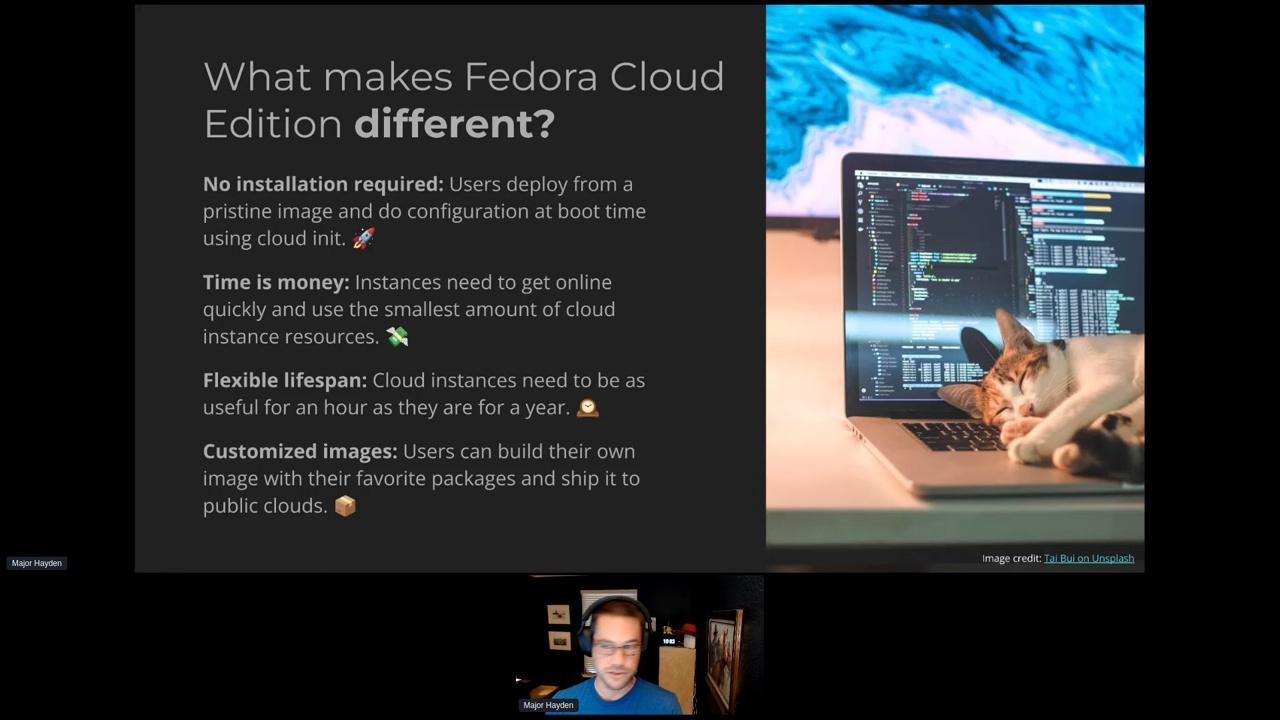 What makes Fedora Cloud
Edition different?
No installation required: Users deploy from a
pristine image and do configuration at boot time
using cloud init. 🚀
Time is money: Instances need to get online
quickly and use the smallest amount of cloud
instance resources. 💸
Flexible lifespan: Cloud instances need to be as
useful for an hour as they are for a year. 🕰️
Customized images: Users can build their own
image with their favorite packages and ship it to
public clouds. 📦
Image credit: Tai Bui on Unsplash
Major Hayden
Major Hayden